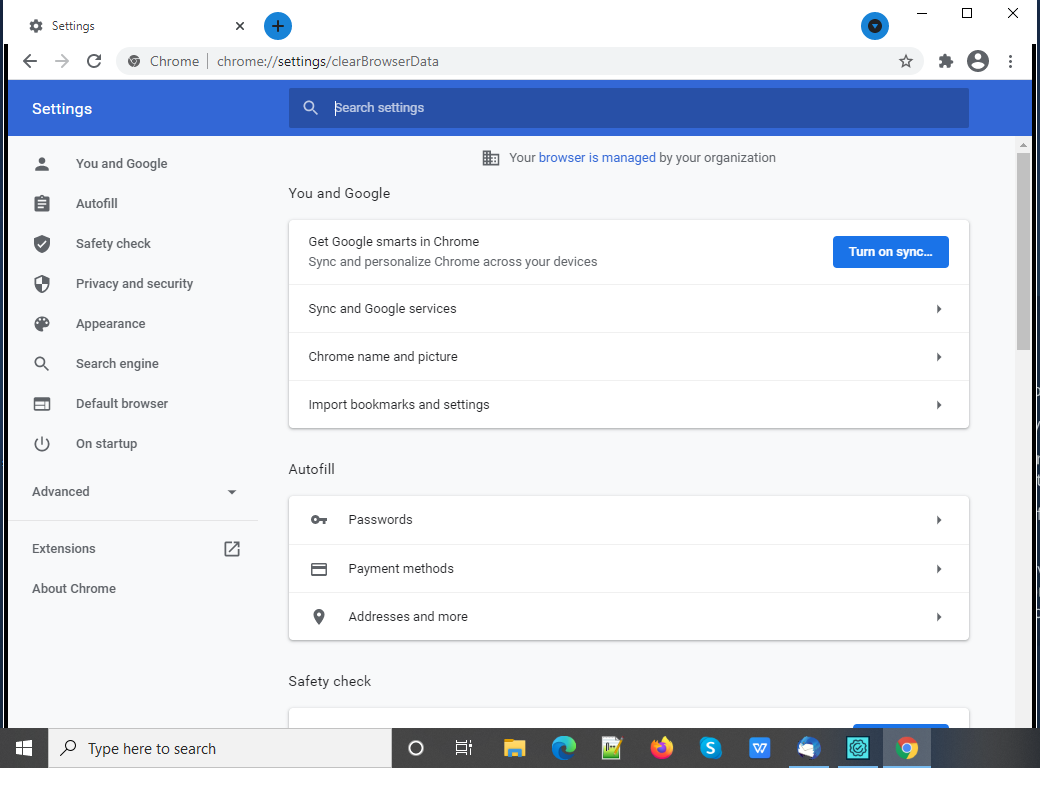 Settings
Chrome
chrome://settings/clearBrowserData
Settings
Search settings
You and Google
Autofill
Safety check
Privacy and security
Appearance
Search engine
Default browser
On startup
Advanced
Extensions
About Chrome
Your browser is managed by your organization
You and Google
Get Google smarts in Chrome
Sync and personalize Chrome across your devices
Turn on sync...
Sync and Google services
Chrome name and picture
Import bookmarks and settings
Autofill
Passwords
Payment methods
Addresses and more
Safety check
Type here to search